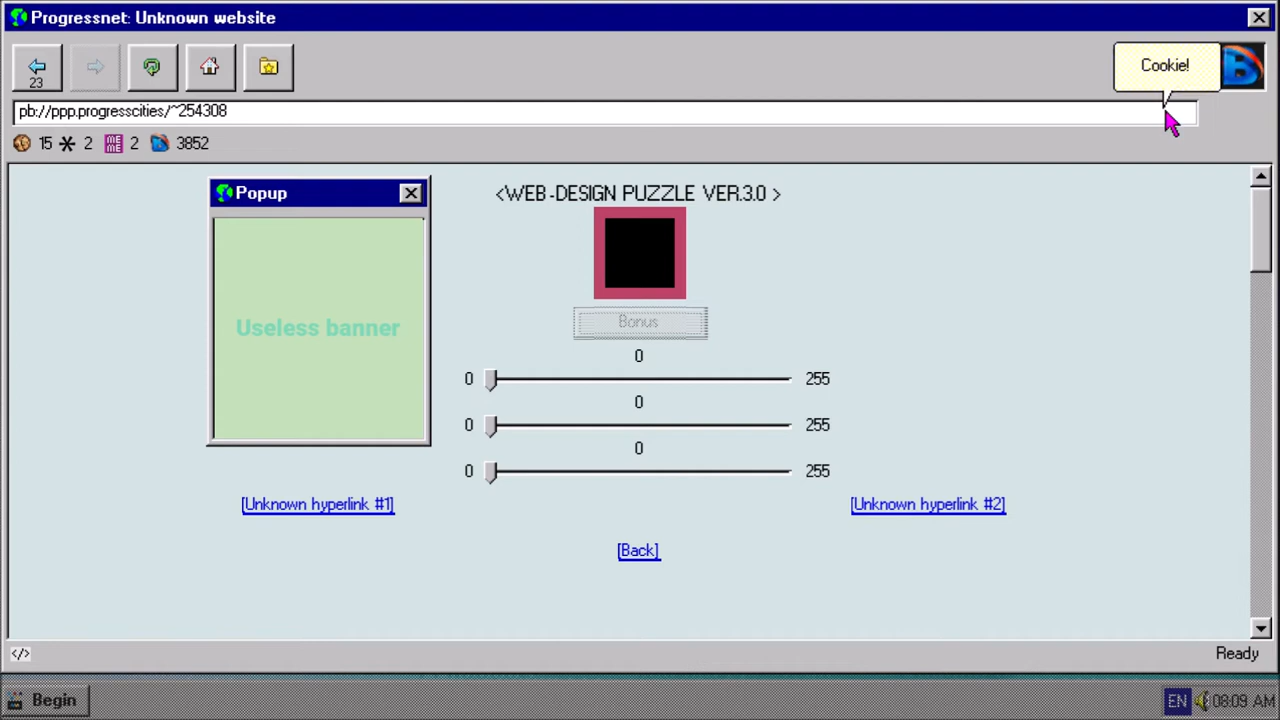 Progressnet: Unknown website
23
Cookie!
pb://ppp.progresscities/~254308
15 2 ME ME 2 3852
Popup
<WEB-DESIGN PUZZLE VER.3.0 >
Useless banner
Bonus
0
0 255
0
0 255
0
0 255
[Unknown hyperlink #1]
[Unknown hyperlink #2]
[Back]
</> Ready
Begin
EN 08:09 AM